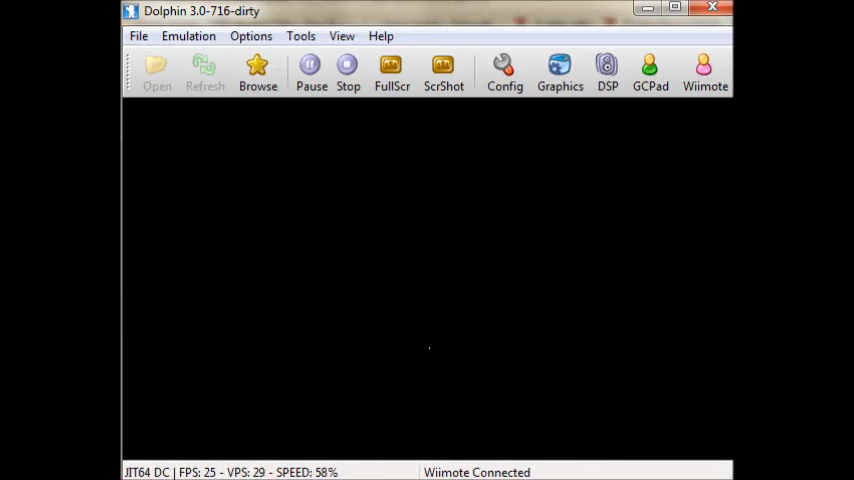 Dolphin 3.0-716-dirty
File Emulation Options Tools View Help
Open Refresh Browse Pause Stop FullScr ScrShot Config Graphics DSP GCPad Wiimote
JIT64 DC | FPS: 25 - VPS: 29 - SPEED: 58% Wiimote Connected